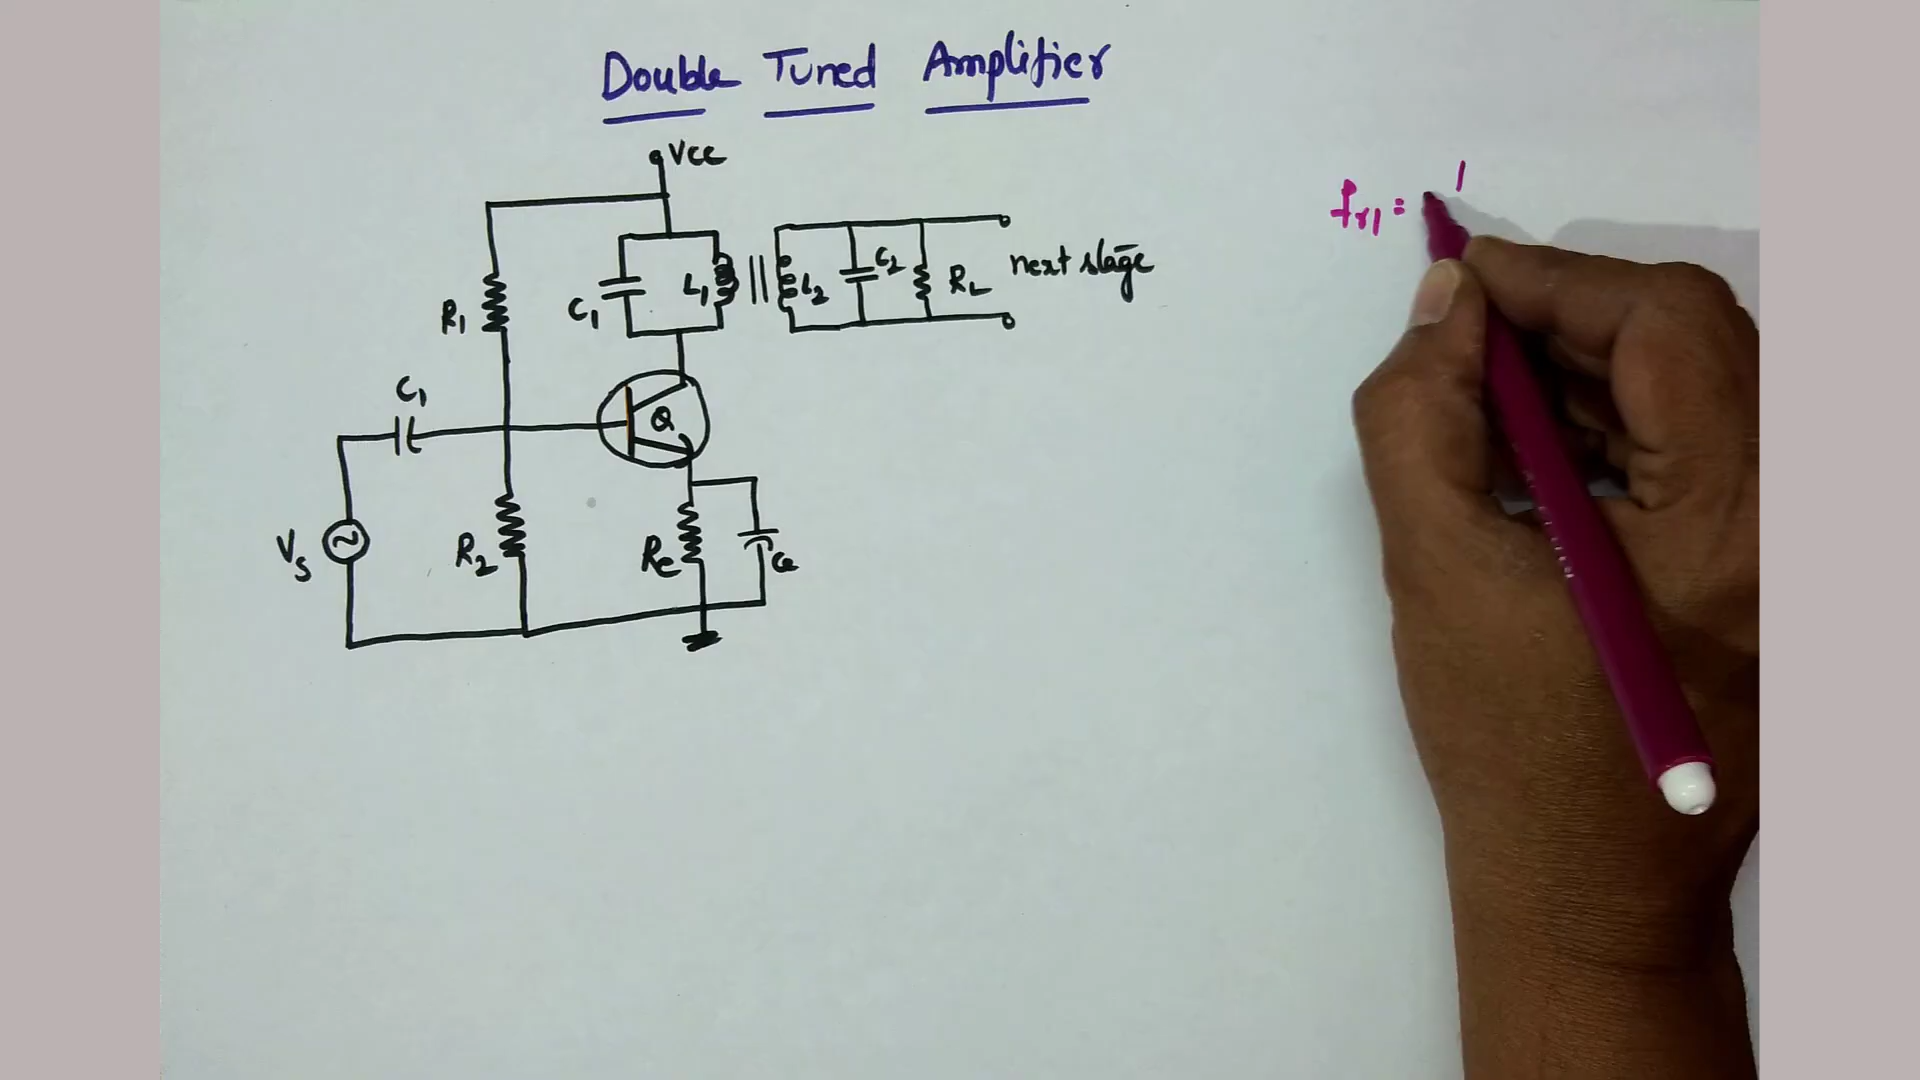 Double Tuned Amplifier
Vcc
C1
L1
L2
C2
RL
next stage
R1
C1
Q
Vs
R2
Re
Ce
fr1 = 1